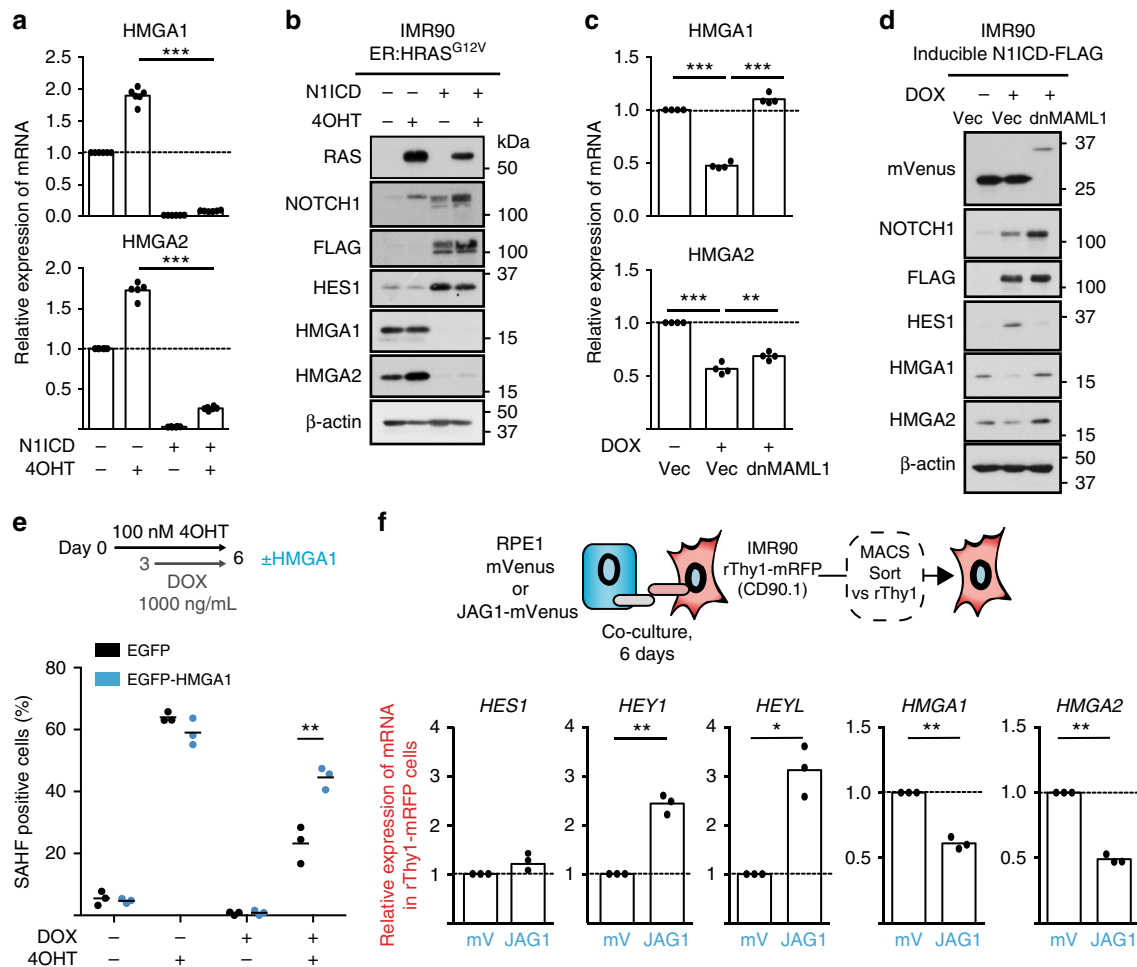 a
HMGA1
2.5
2.0
1.5
1.0
0.5
0.0
***
HMGA2
2.0
1.5
1.0
0.5
***
Relative expression of mRNA
N1ICD – – + +
4OHT – + – +
b
IMR90
ER:HRASG12V
N1ICD – – + +
4OHT – + – +
kDa
RAS 50
NOTCH1 100
FLAG 100
HES1 37
HMGA1 15
HMGA2 15
β-actin 50
37
c
HMGA1
1.5
1.0
0.5
0.0
*** ***
HMGA2
1.5
1.0
0.5
*** **
Relative expression of mRNA
DOX – + +
Vec Vec dnMAML1
d
IMR90
Inducible N1ICD-FLAG
DOX – + +
Vec Vec dnMAML1
mVenus 37
25
NOTCH1 100
FLAG 100
HES1 37
HMGA1 15
HMGA2 15
β-actin 50
37
e
100 nM 4OHT
Day 0 6 ±HMGA1
3
DOX
1000 ng/mL
EGFP
EGFP-HMGA1
80
60
40
20
**
SAHF positive cells (%)
DOX – – + +
4OHT – + – +
f
RPE1
mVenus
or
JAG1-mVenus
Co-culture,
6 days
IMR90
rThy1-mRFP
(CD90.1)
MACS
Sort
vs rThy1
Relative expression of mRNA
in rThy1-mRFP cells
HES1
4
3
2
1
mV JAG1
HEY1
4
3
2
1
**
mV JAG1
HEYL
4
3
2
1
*
mV JAG1
HMGA1
1.5
1.0
0.5
**
mV JAG1
HMGA2
1.5
1.0
0.5
**
mV JAG1